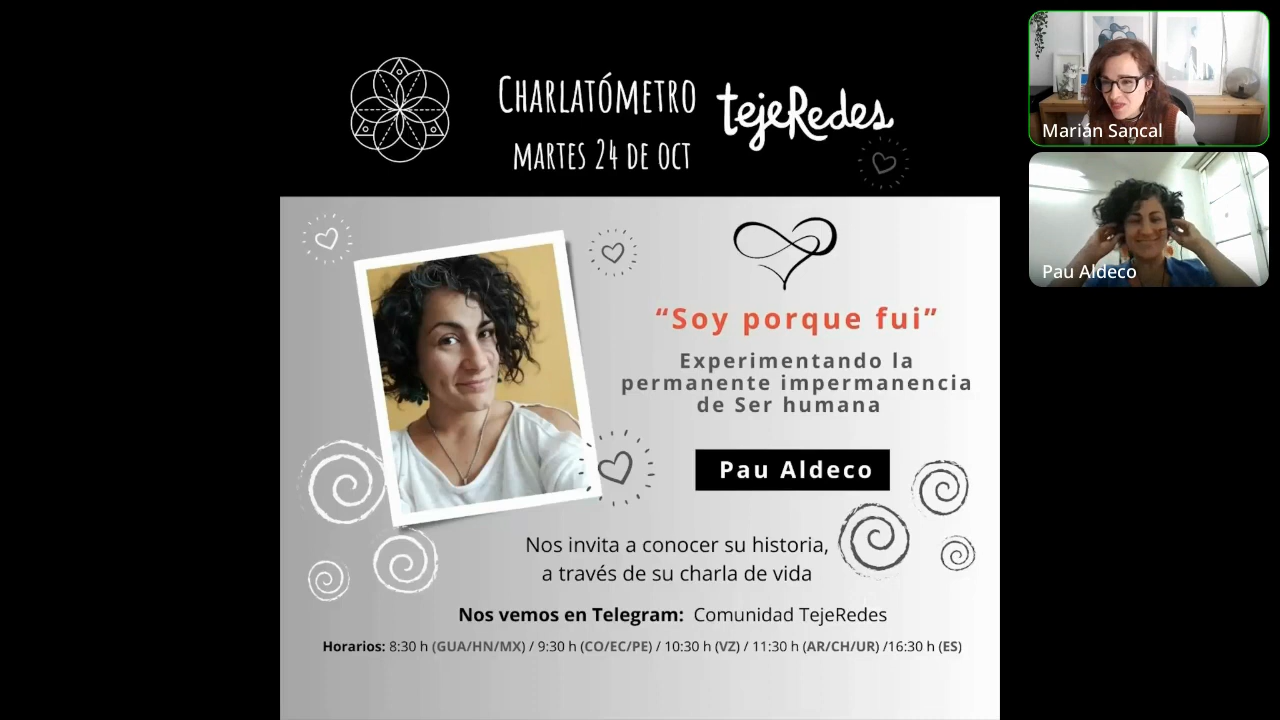 CHARLATÓMETRO
MARTES 24 DE OCT
tejeRedes
“Soy porque fui”
Experimentando la
permanente impermanencia
de Ser humana
Pau Aldeco
Nos invita a conocer su historia,
a través de su charla de vida
Nos vemos en Telegram: Comunidad TejeRedes
Horarios: 8:30 h (GUA/HN/MX) / 9:30 h (CO/EC/PE) / 10:30 h (VZ) / 11:30 h (AR/CH/UR) /16:30 h (ES)
Marián Sancal
Pau Aldeco